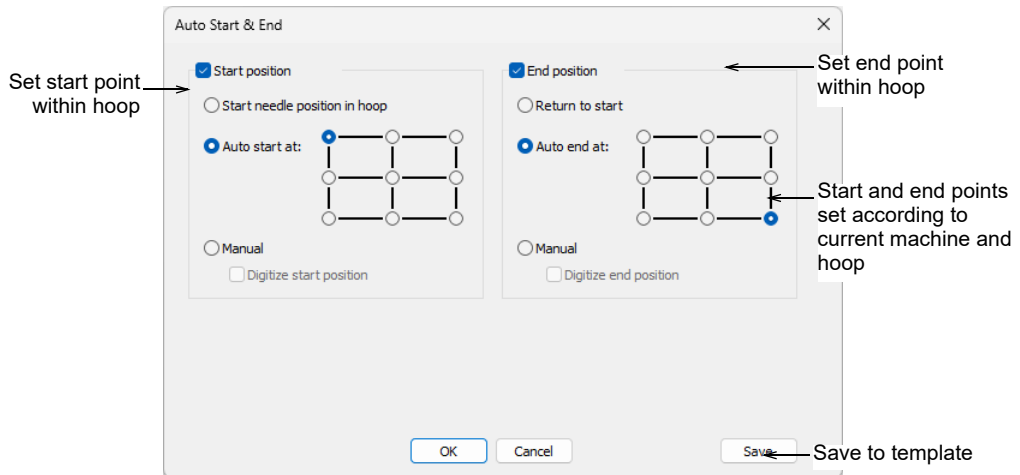 Auto Start & End
Set start point
within hoop
Start position
Start needle position in hoop
Auto start at:
Manual
Digitize start position
End position
Return to start
Auto end at:
Manual
Digitize end position
Set end point
within hoop
Start and end points
set according to
current machine and
hoop
OK
Cancel
Save
Save to template